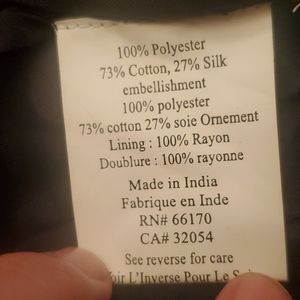 100% Polyester
73% Cotton, 27% Silk
embellishment
100% polyester
73% cotton 27% soie Ornement
Lining : 100% Rayon
Doublure : 100% rayonne
Made in India
Fabrique en Inde
RN# 66170
CA# 32054
See reverse for care
Voir L'Inverse Pour Le